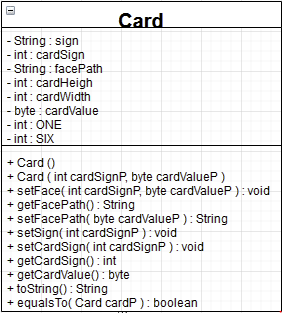 Card
- String : sign
- int : cardSign
- String : facePath
- int : cardHeigh
- int : cardWidth
- byte : cardValue
- int : ONE
- int : SIX
+ Card ()
+ Card ( int cardSignP, byte cardValueP )
+ setFace( int cardSignP, byte cardValueP ) : void
+ getFacePath() : String
+ setFacePath( byte cardValueP ) : String
+ setSign( int cardSignP ) : void
+ setCardSign( int cardSignP ) : void
+ getCardSign() : int
+ getCardValue() : byte
+ toString() : String
+ equalsTo( Card cardP ) : boolean